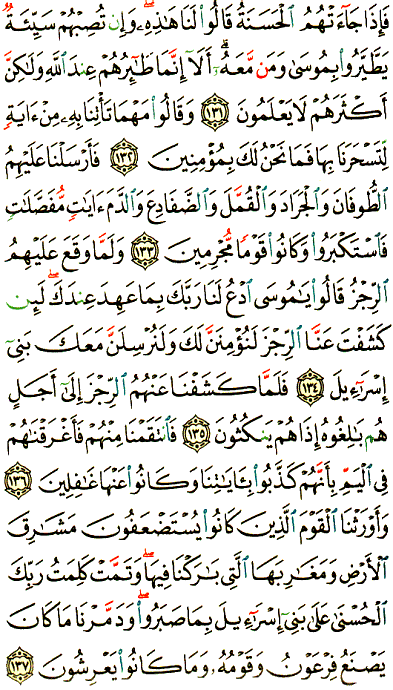 فَإِذَا جَآءَتْهُمُ ٱلْحَسَنَةُ قَالُوا۟ لَنَا هَٰذِهِۦ ۖ وَإِن تُصِبْهُمْ سَيِّئَةٌ
يَطَّيَّرُوا۟ بِمُوسَىٰ وَمَن مَّعَهُۥٓ ۗ أَلَآ إِنَّمَا طَٰٓئِرُهُمْ عِندَ ٱللَّهِ وَلَٰكِنَّ
أَكْثَرَهُمْ لَا يَعْلَمُونَ ١٣١ وَقَالُوا۟ مَهْمَا تَأْتِنَا بِهِۦ مِنْ ءَايَةٍ
لِّتَسْحَرَنَا بِهَا فَمَا نَحْنُ لَكَ بِمُؤْمِنِينَ ١٣٢ فَأَرْسَلْنَا عَلَيْهِمُ
ٱلطُّوفَانَ وَٱلْجَرَادَ وَٱلْقُمَّلَ وَٱلضَّفَادِعَ وَٱلدَّمَ ءَايَٰتٍ مُّفَصَّلَٰتٍ
فَٱسْتَكْبَرُوا۟ وَكَانُوا۟ قَوْمًا مُّجْرِمِينَ ١٣٣ وَلَمَّا وَقَعَ عَلَيْهِمُ
ٱلرِّجْزُ قَالُوا۟ يَٰمُوسَى ٱدْعُ لَنَا رَبَّكَ بِمَا عَهِدَ عِندَكَ ۖ لَئِن
كَشَفْتَ عَنَّا ٱلرِّجْزَ لَنُؤْمِنَنَّ لَكَ وَلَنُرْسِلَنَّ مَعَكَ بَنِىٓ
إِسْرَٰٓءِيلَ ١٣٤ فَلَمَّا كَشَفْنَا عَنْهُمُ ٱلرِّجْزَ إِلَىٰٓ أَجَلٍ
هُم بَٰلِغُوهُ إِذَا هُمْ يَنكُثُونَ ١٣٥ فَٱنتَقَمْنَا مِنْهُمْ فَأَغْرَقْنَٰهُمْ
فِى ٱلْيَمِّ بِأَنَّهُمْ كَذَّبُوا۟ بِـَٔايَٰتِنَا وَكَانُوا۟ عَنْهَا غَٰفِلِينَ ١٣٦
وَأَوْرَثْنَا ٱلْقَوْمَ ٱلَّذِينَ كَانُوا۟ يُسْتَضْعَفُونَ مَشَٰرِقَ
ٱلْأَرْضِ وَمَغَٰرِبَهَا ٱلَّتِى بَٰرَكْنَا فِيهَا ۖ وَتَمَّتْ كَلِمَتُ رَبِّكَ
ٱلْحُسْنَىٰ عَلَىٰ بَنِىٓ إِسْرَٰٓءِيلَ بِمَا صَبَرُوا۟ ۖ وَدَمَّرْنَا مَا كَانَ
يَصْنَعُ فِرْعَوْنُ وَقَوْمُهُۥ وَمَا كَانُوا۟ يَعْرِشُونَ ١٣٧